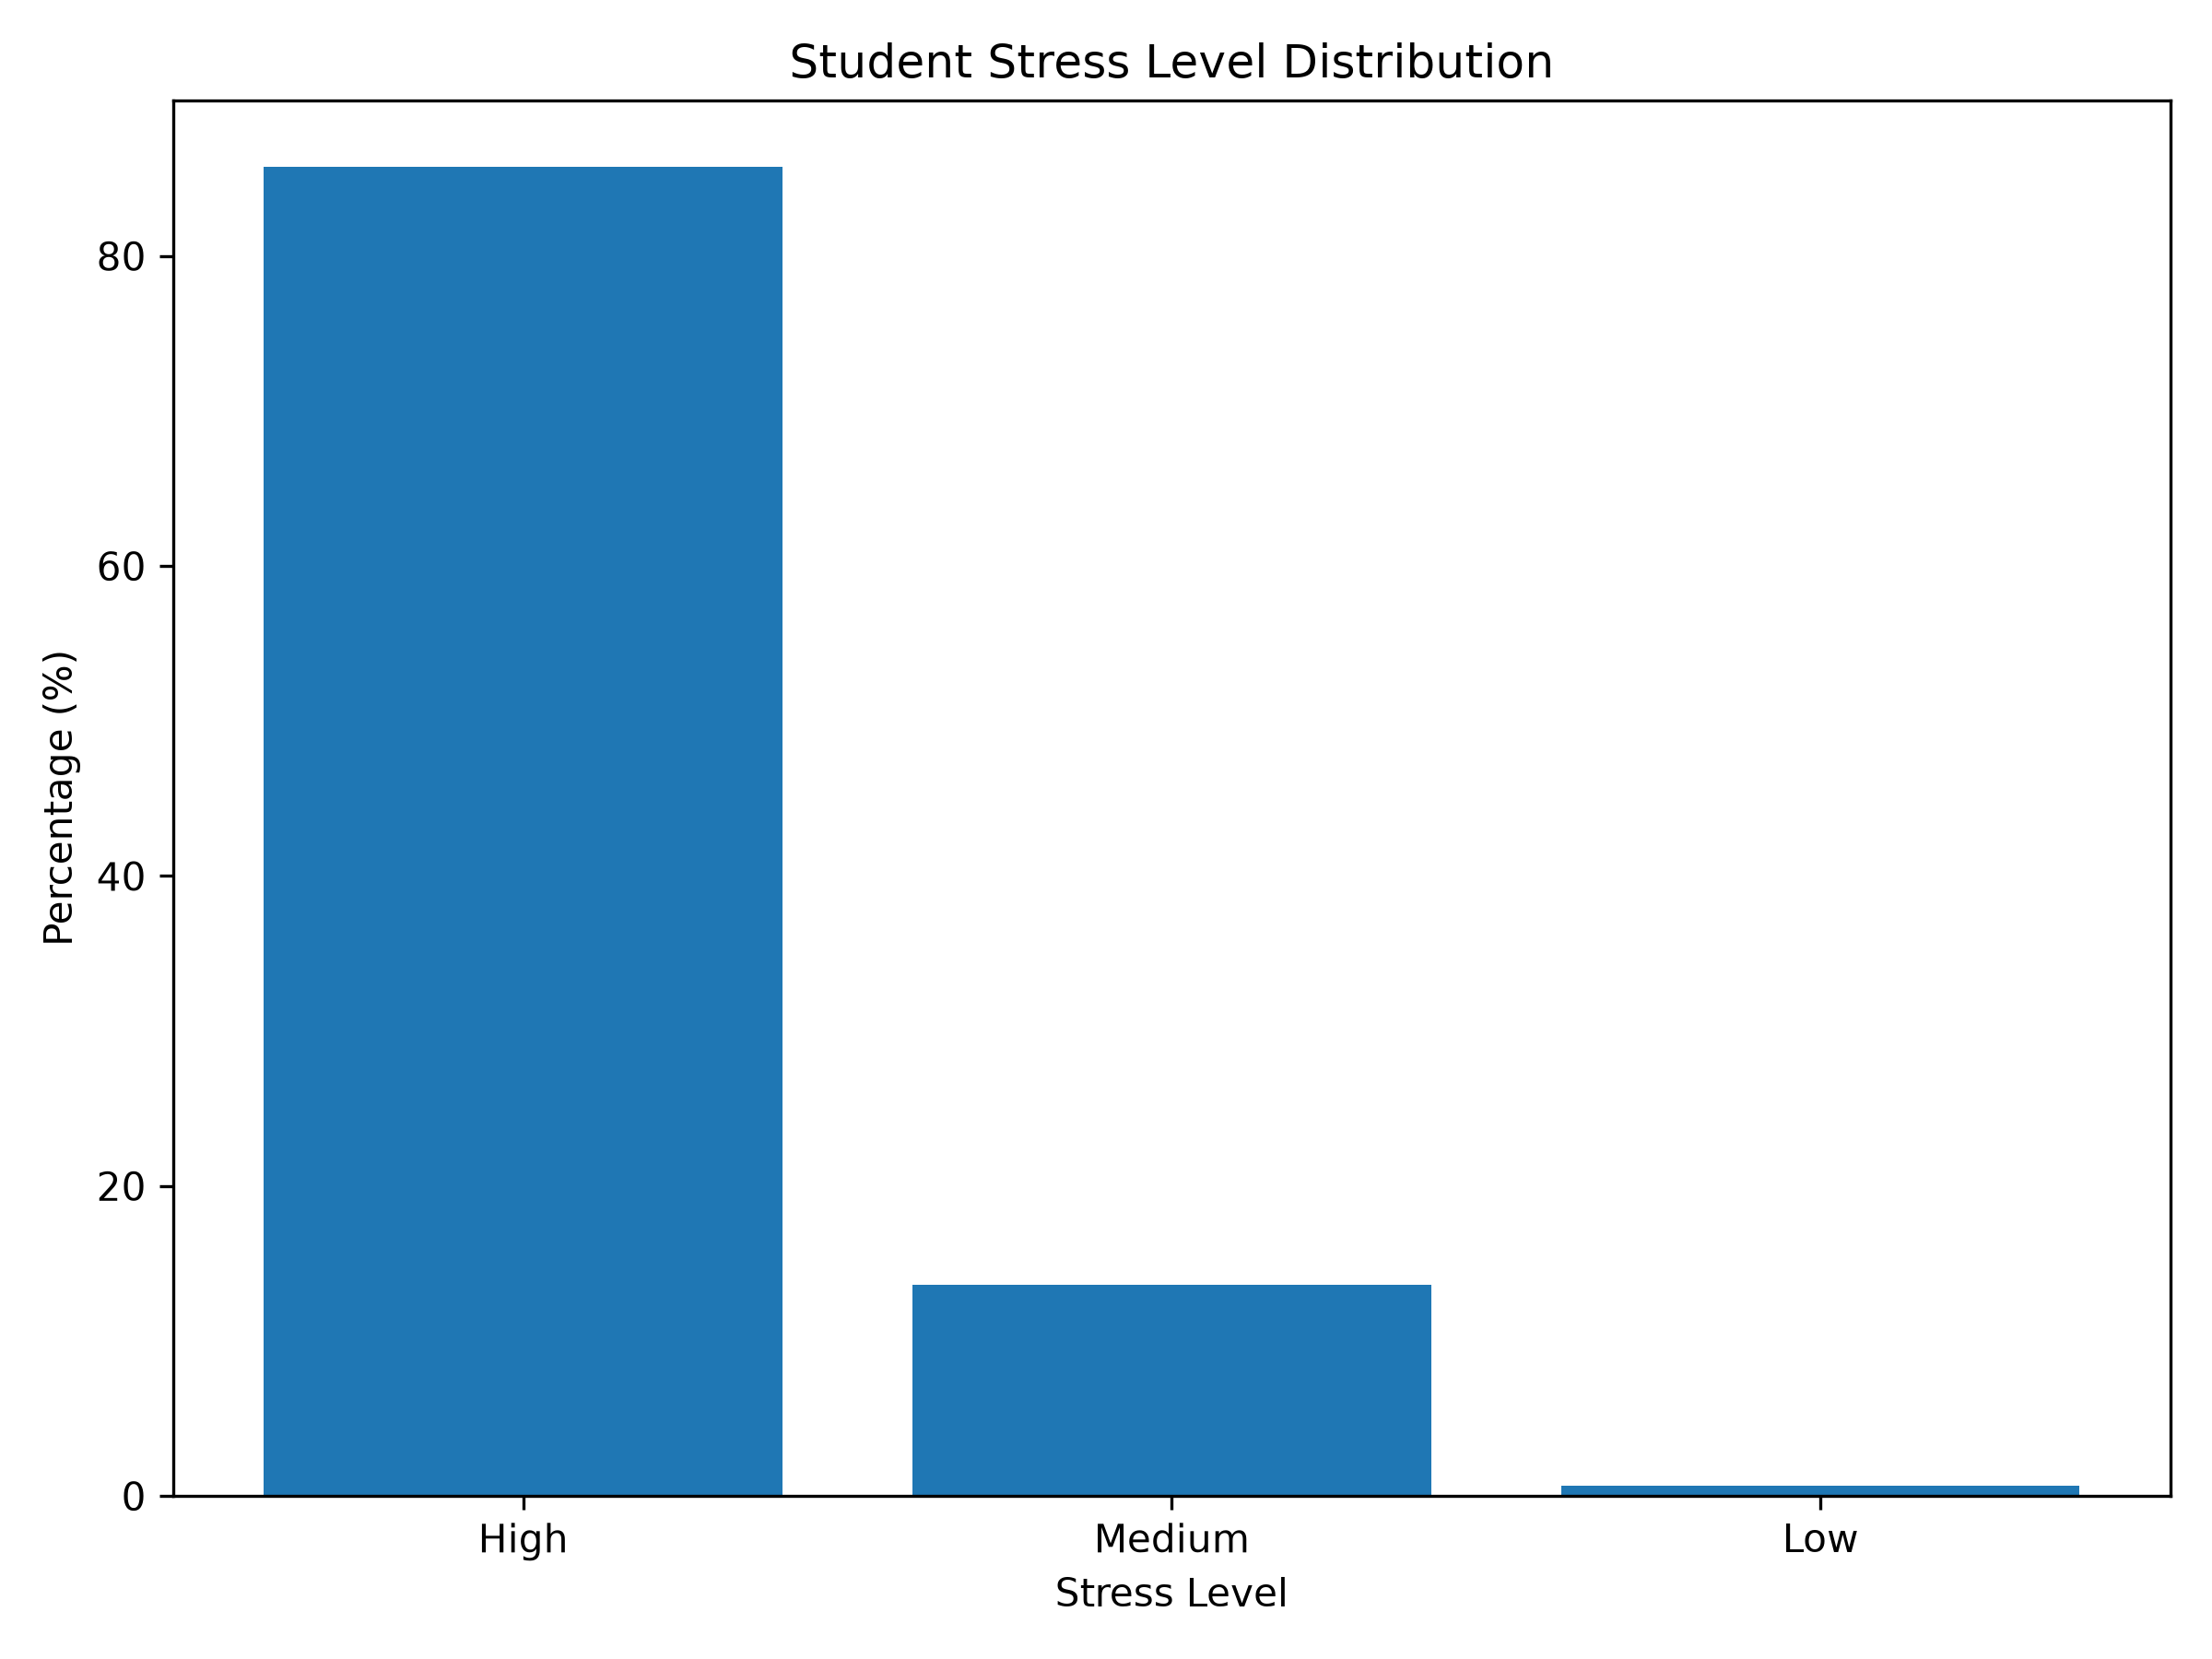 Student Stress Level Distribution
Percentage (%)
80
60
40
20
0
High Medium Low
Stress Level